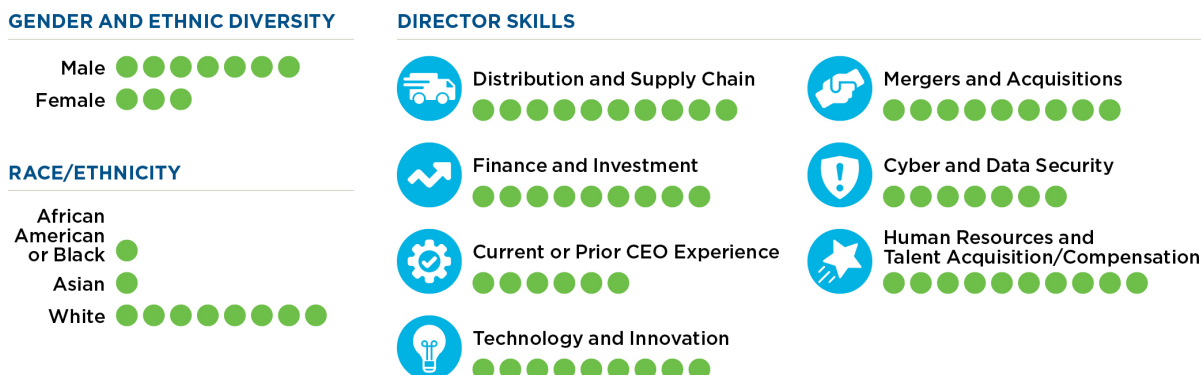 GENDER AND ETHNIC DIVERSITY
Male
Female
RACE/ETHNICITY
African
American
or Black
Asian
White
DIRECTOR SKILLS
Distribution and Supply Chain
Finance and Investment
Current or Prior CEO Experience
Technology and Innovation
Mergers and Acquisitions
Cyber and Data Security
Human Resources and
Talent Acquisition/Compensation